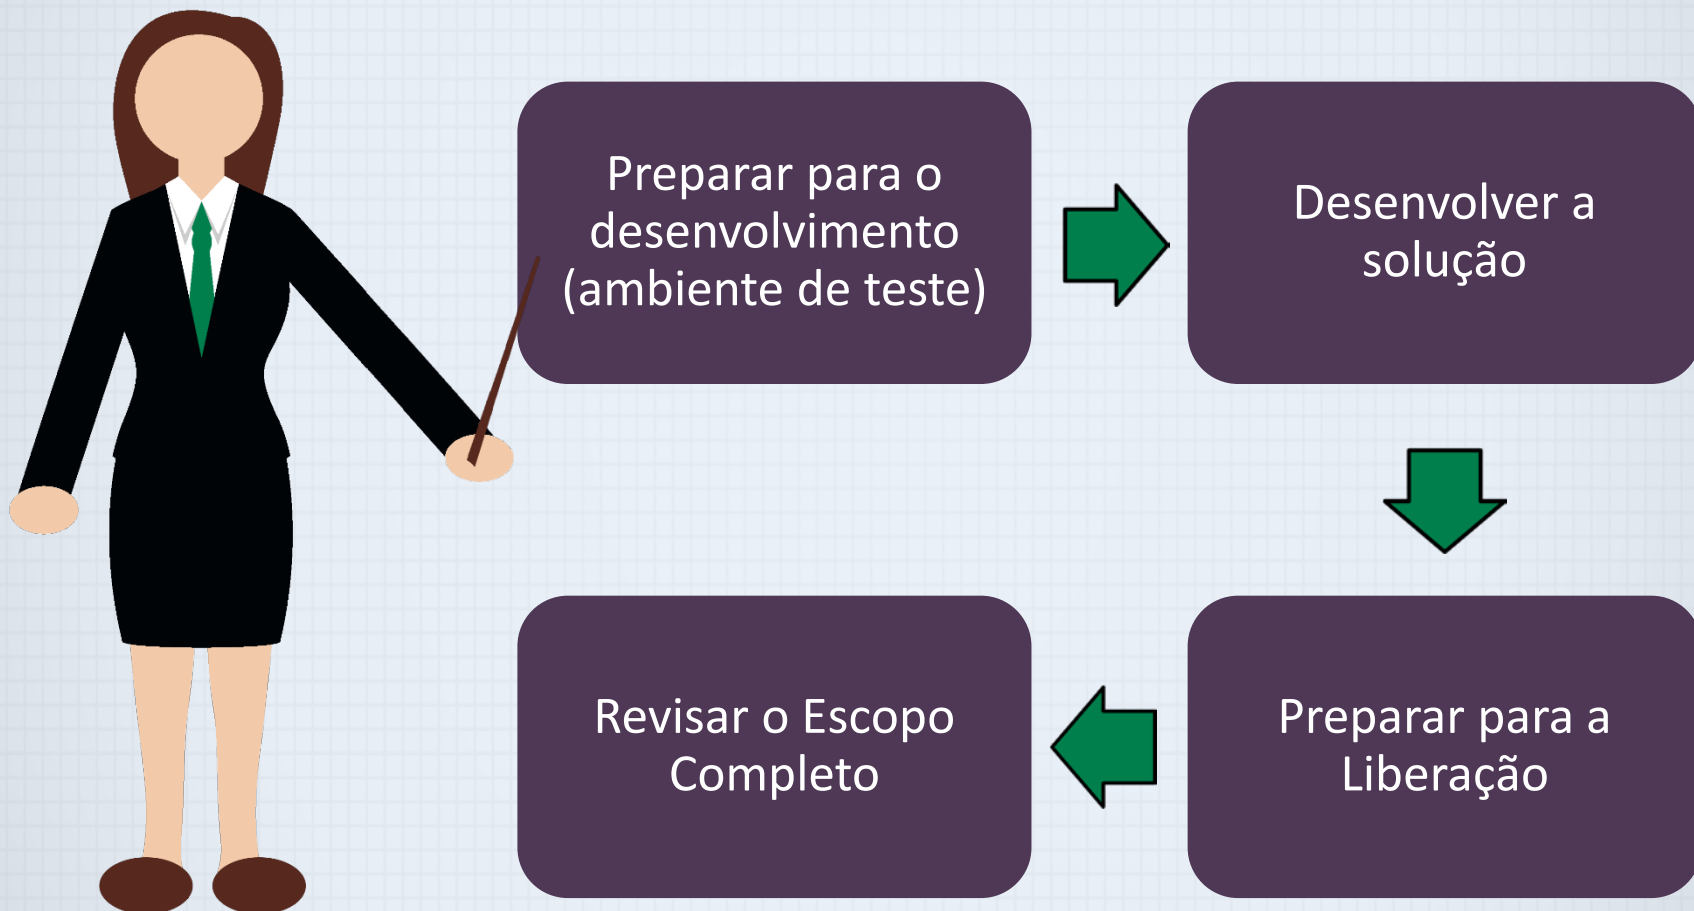 Preparar para o
desenvolvimento
(ambiente de teste)
Desenvolver a
solução
Preparar para a
Liberação
Revisar o Escopo
Completo